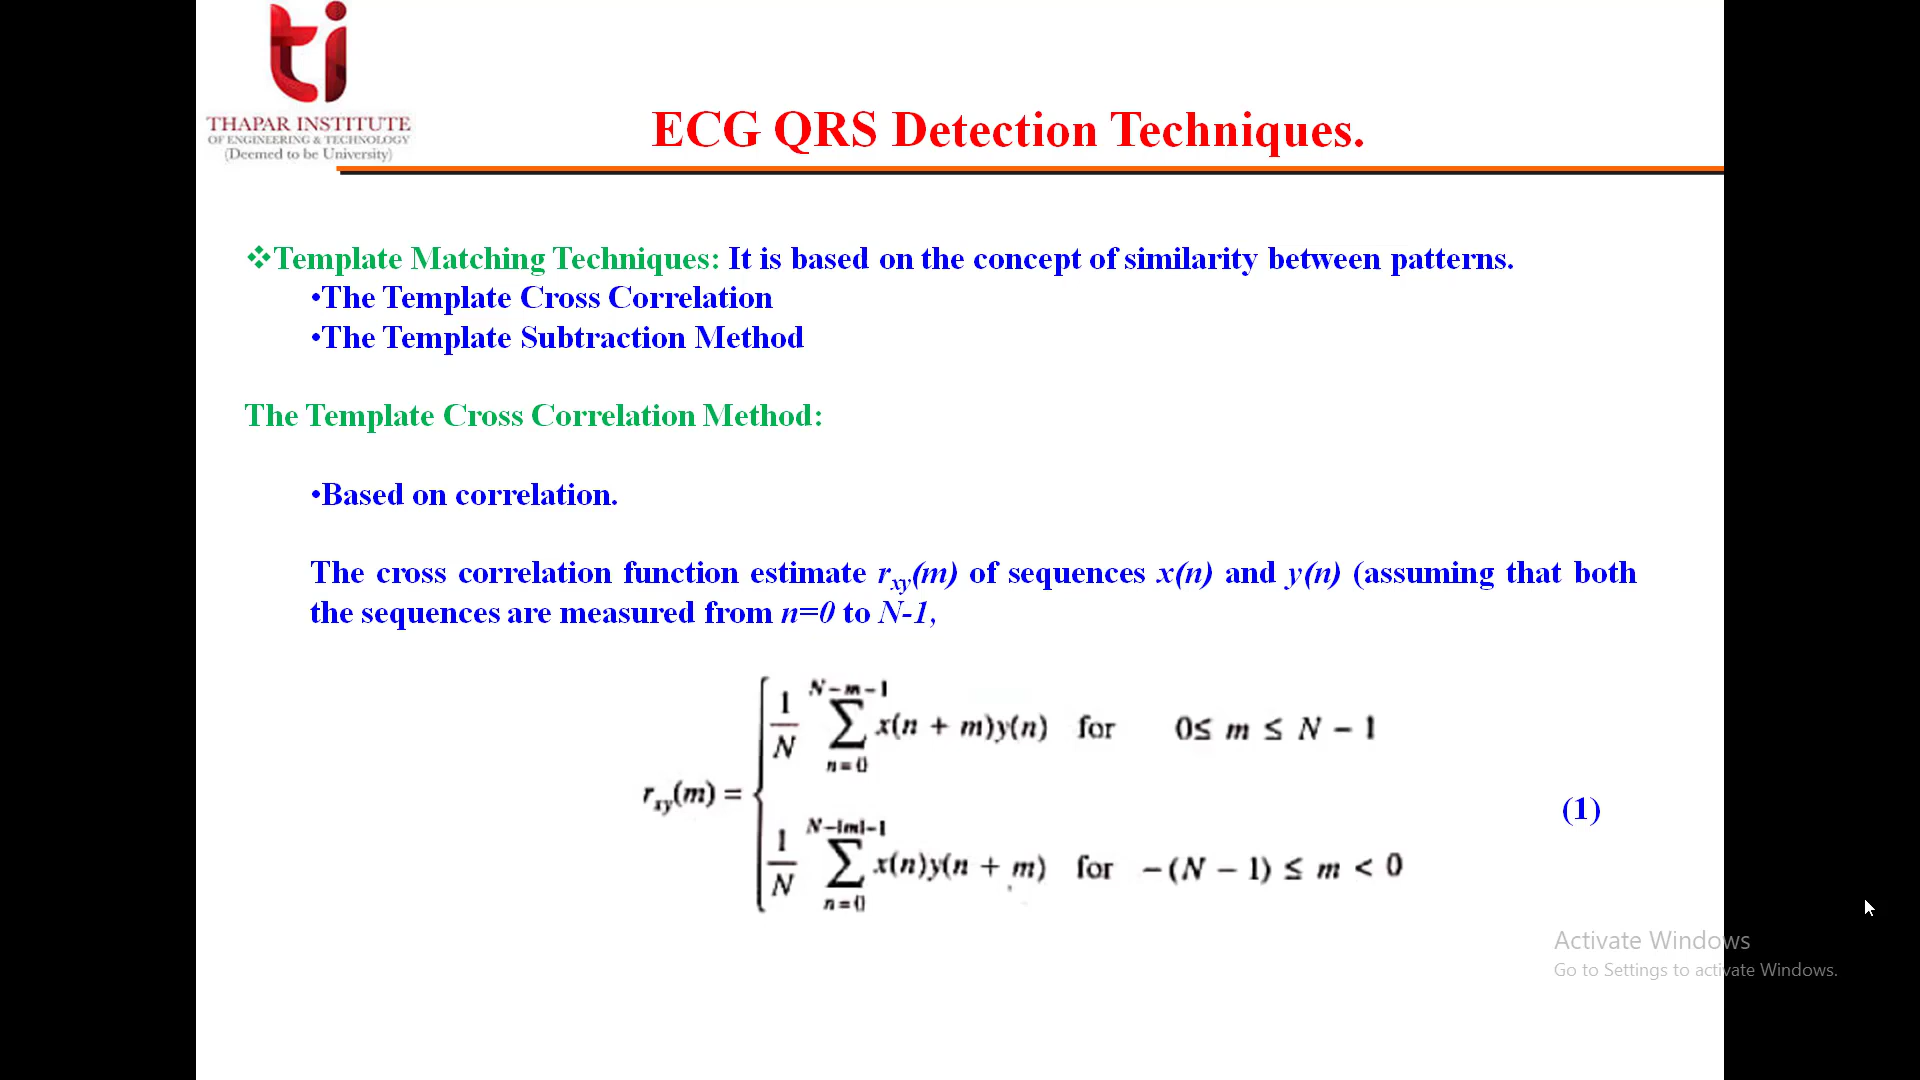 ti
THAPAR INSTITUTE
OF ENGINEERING & TECHNOLOGY
(Deemed to be University)
ECG QRS Detection Techniques.
❖Template Matching Techniques: It is based on the concept of similarity between patterns.
•The Template Cross Correlation
•The Template Subtraction Method
The Template Cross Correlation Method:
•Based on correlation.
The cross correlation function estimate r_xy(m) of sequences x(n) and y(n) (assuming that both
the sequences are measured from n=0 to N-1,
r_xy(m) = { 1/N ∑_{n=0}^{N-m-1} x(n + m)y(n) for 0≤ m ≤ N - 1
1/N ∑_{n=0}^{N-|m|-1} x(n)y(n + m) for -(N - 1) ≤ m < 0
(1)
Activate Windows
Go to Settings to activate Windows.